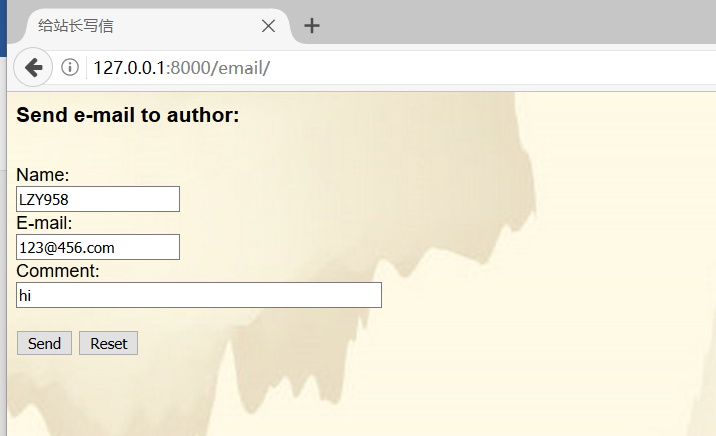 给站长写信
127.0.0.1:8000/email/
Send e-mail to author:
Name:
LZY958
E-mail:
123@456.com
Comment:
hi
Send Reset